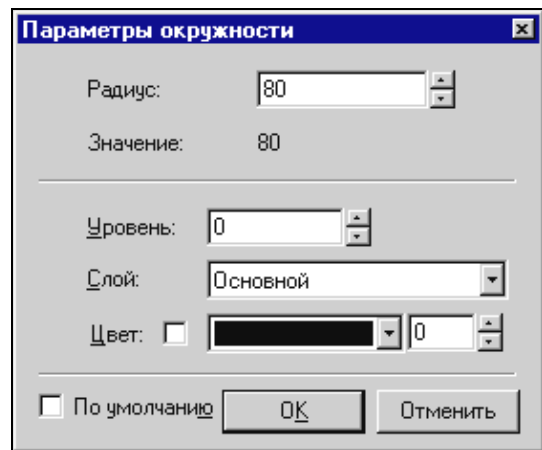 Параметры окружности
Радиус: 80
Значение: 80
Уровень: 0
Слой: Основной
Цвет: 0
По умолчанию OK Отменить